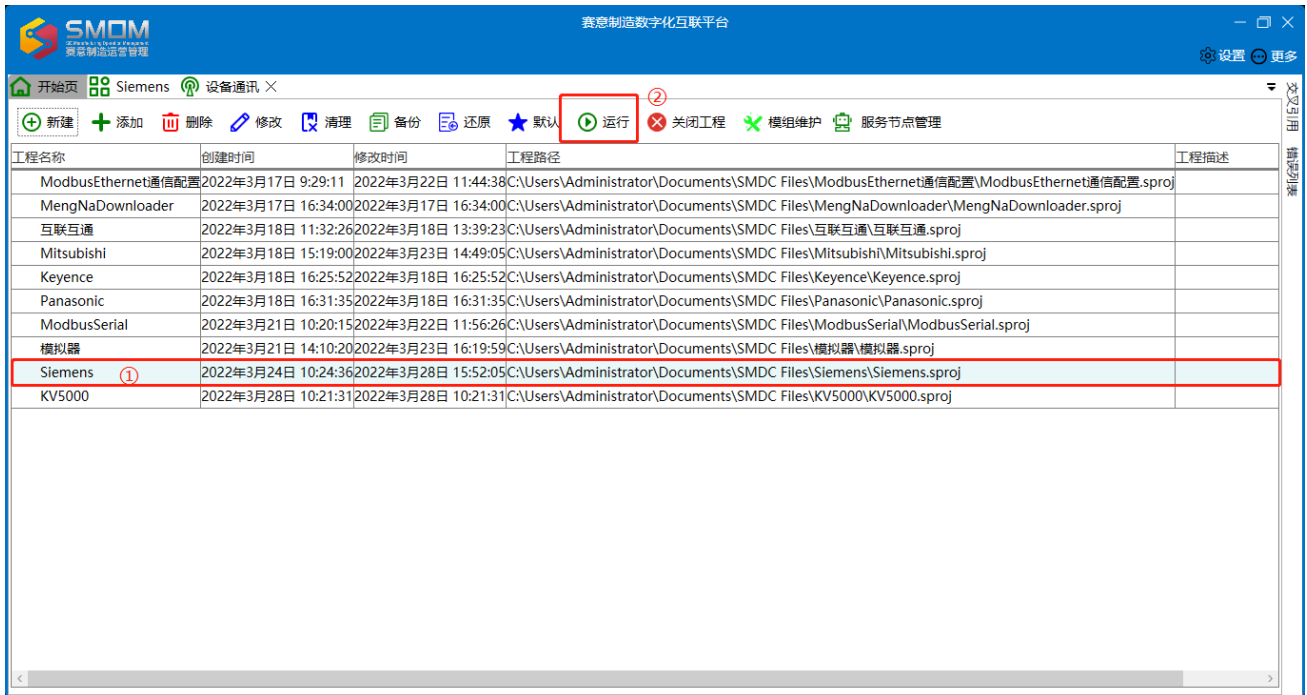 赛意制造数字化互联平台
SMOM
赛意制造运营管理
设置 更多
开始页 Siemens 设备通讯
②
新建 添加 删除 修改 清理 备份 还原 默认 运行 关闭工程 模组维护 服务节点管理
工程名称 创建时间 修改时间 工程路径 工程描述
ModbusEthernet通信配置 2022年3月17日 9:29:11 2022年3月22日 11:44:38 C:\Users\Administrator\Documents\SMDC Files\ModbusEthernet通信配置\ModbusEthernet通信配置.sproj
MengNaDownloader 2022年3月17日 16:34:00 2022年3月17日 16:34:00 C:\Users\Administrator\Documents\SMDC Files\MengNaDownloader\MengNaDownloader.sproj
互联互通 2022年3月18日 11:32:26 2022年3月18日 13:39:23 C:\Users\Administrator\Documents\SMDC Files\互联互通\互联互通.sproj
Mitsubishi 2022年3月18日 15:19:00 2022年3月23日 14:49:05 C:\Users\Administrator\Documents\SMDC Files\Mitsubishi\Mitsubishi.sproj
Keyence 2022年3月18日 16:25:52 2022年3月18日 16:25:52 C:\Users\Administrator\Documents\SMDC Files\Keyence\Keyence.sproj
Panasonic 2022年3月18日 16:31:35 2022年3月18日 16:31:35 C:\Users\Administrator\Documents\SMDC Files\Panasonic\Panasonic.sproj
ModbusSerial 2022年3月21日 10:20:15 2022年3月22日 11:56:26 C:\Users\Administrator\Documents\SMDC Files\ModbusSerial\ModbusSerial.sproj
模拟器 2022年3月21日 14:10:20 2022年3月23日 16:19:59 C:\Users\Administrator\Documents\SMDC Files\模拟器\模拟器.sproj
Siemens ① 2022年3月24日 10:24:36 2022年3月28日 15:52:05 C:\Users\Administrator\Documents\SMDC Files\Siemens\Siemens.sproj
KV5000 2022年3月28日 10:21:31 2022年3月28日 10:21:31 C:\Users\Administrator\Documents\SMDC Files\KV5000\KV5000.sproj
交叉引用
错误列表